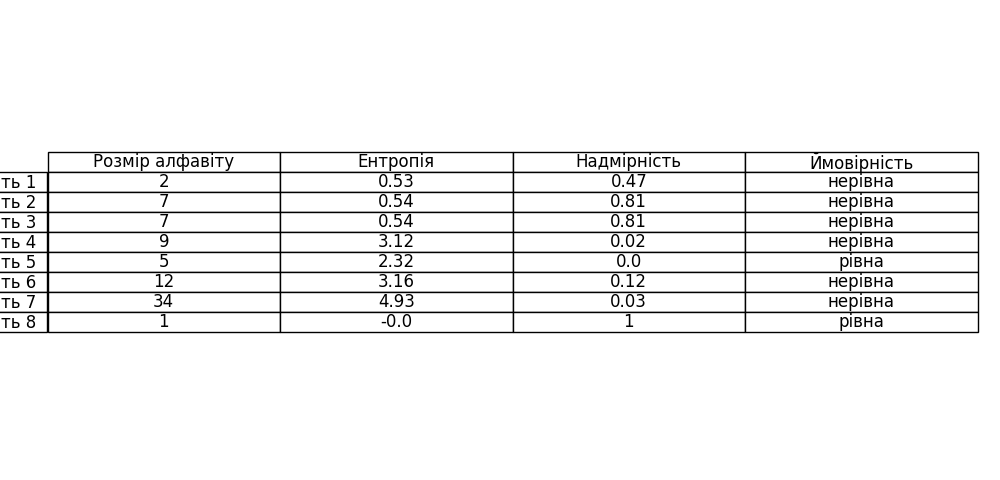 Розмір алфавіту Ентропія Надмірність Ймовірність
ть 1 2 0.53 0.47 нерівна
ть 2 7 0.54 0.81 нерівна
ть 3 7 0.54 0.81 нерівна
ть 4 9 3.12 0.02 нерівна
ть 5 5 2.32 0.0 рівна
ть 6 12 3.16 0.12 нерівна
ть 7 34 4.93 0.03 нерівна
ть 8 1 -0.0 1 рівна